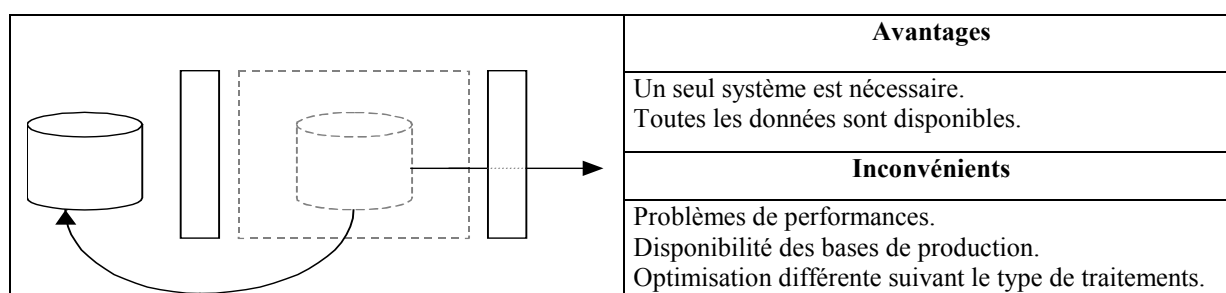 Avantages
Un seul système est nécessaire.
Toutes les données sont disponibles.
Inconvénients
Problèmes de performances.
Disponibilité des bases de production.
Optimisation différente suivant le type de traitements.